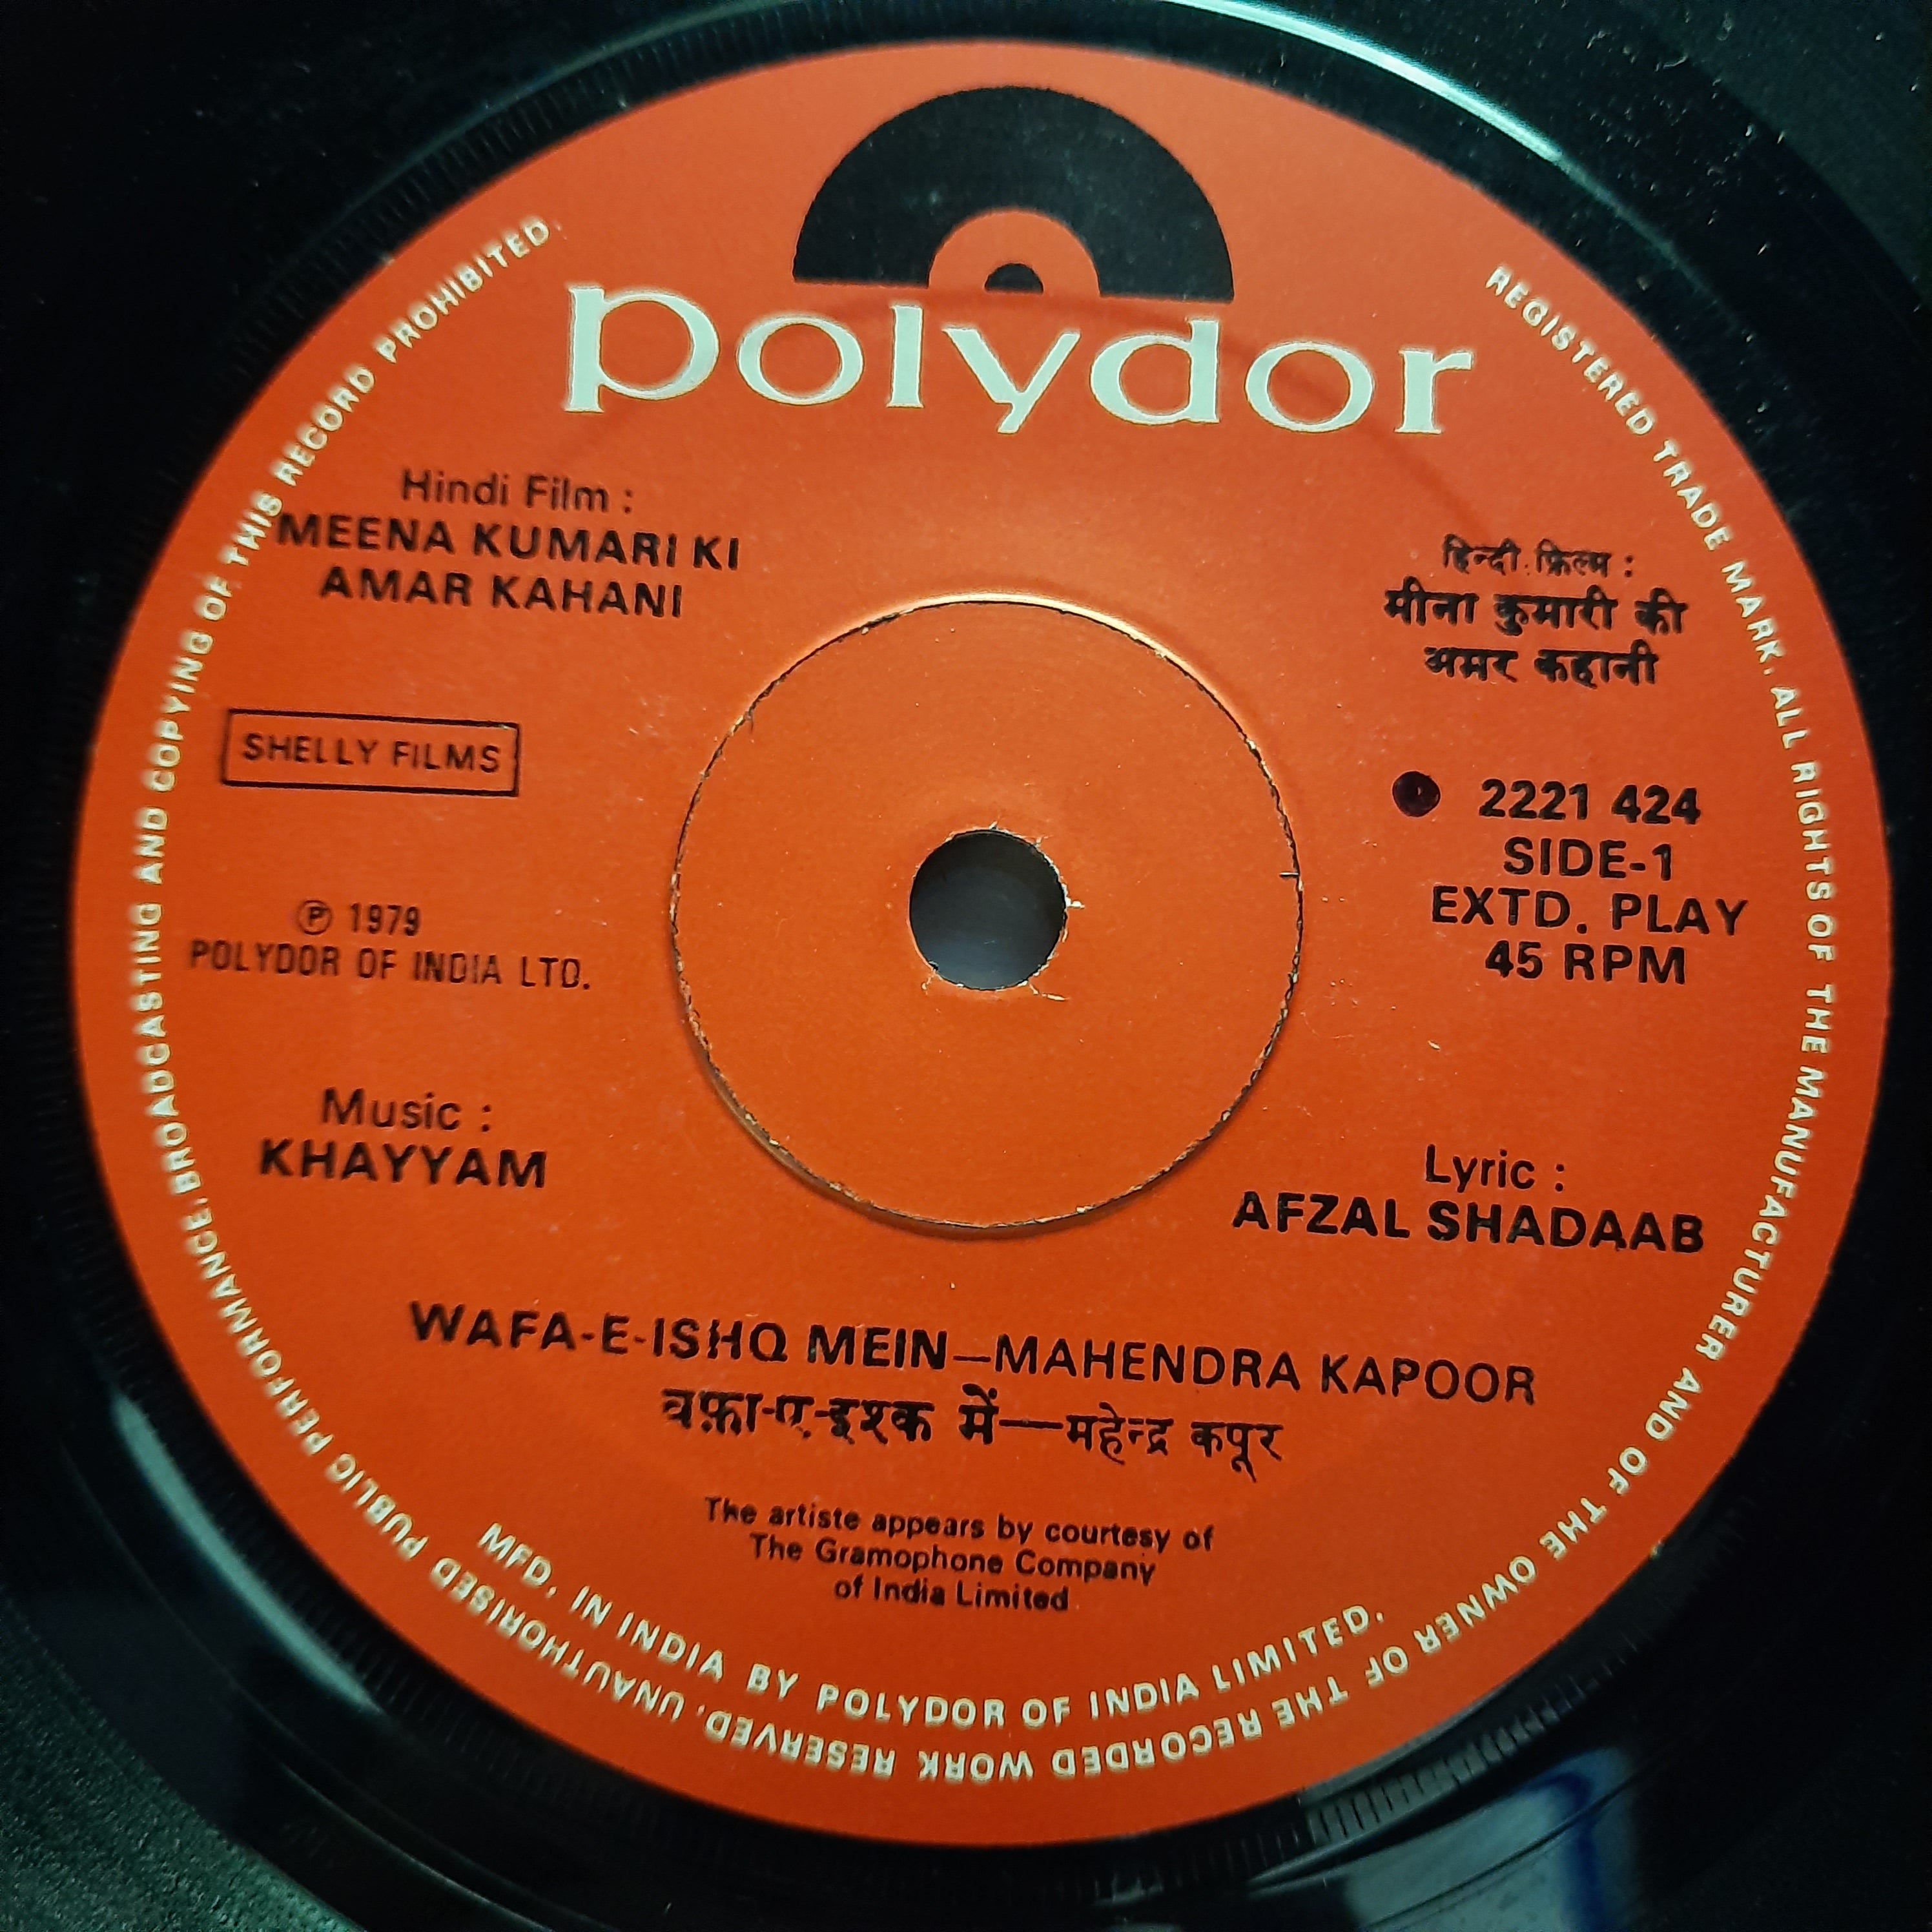 polydor
Hindi Film :
MEENA KUMARI KI
AMAR KAHANI
हिन्दी फ़िल्म :
मीना कुमारी की
अमर कहानी
SHELLY FILMS
2221 424
SIDE-1
EXTD. PLAY
45 RPM
℗ 1979
POLYDOR OF INDIA LTD.
Music :
KHAYYAM
Lyric :
AFZAL SHADAAB
WAFA-E-ISHQ MEIN—MAHENDRA KAPOOR
वफ़ा-ए-इश्क में—महेन्द्र कपूर
The artiste appears by courtesy of
The Gramophone Company
of India Limited
MFD. IN INDIA BY POLYDOR OF INDIA LIMITED.
REGISTERED TRADE MARK. ALL RIGHTS OF THE MANUFACTURER AND OF THE OWNER OF THE RECORDED WORK RESERVED. UNAUTHORISED PUBLIC PERFORMANCE, BROADCASTING AND COPYING OF THIS RECORD PROHIBITED.